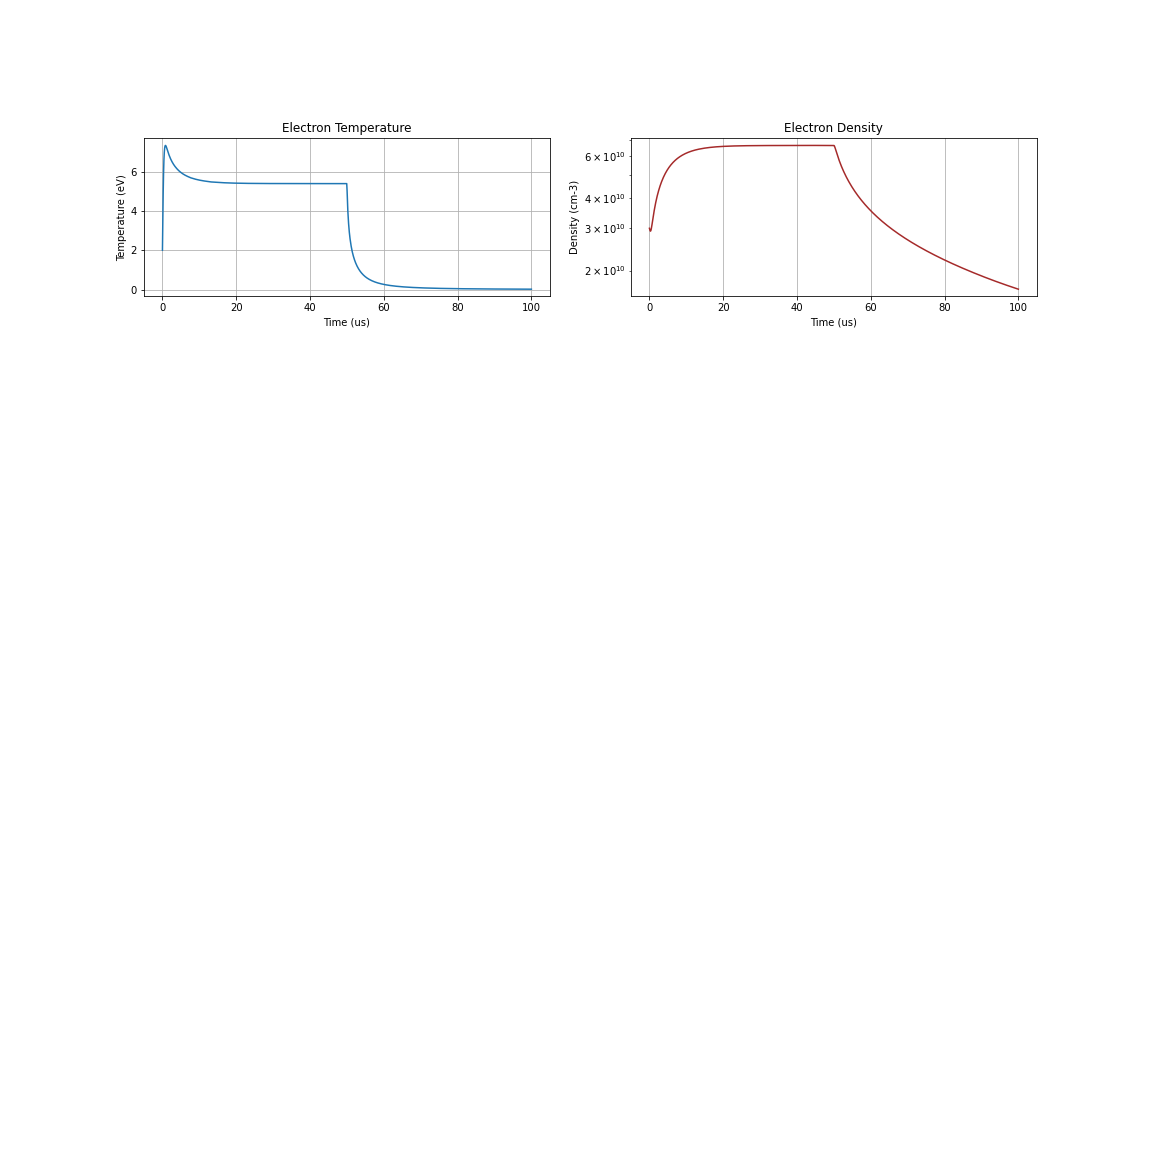 Electron Temperature
6
4
2
0
Temperature (eV)
0 20 40 60 80 100
Time (us)
Electron Density
6 × 10¹⁰
4 × 10¹⁰
3 × 10¹⁰
2 × 10¹⁰
Density (cm-3)
0 20 40 60 80 100
Time (us)